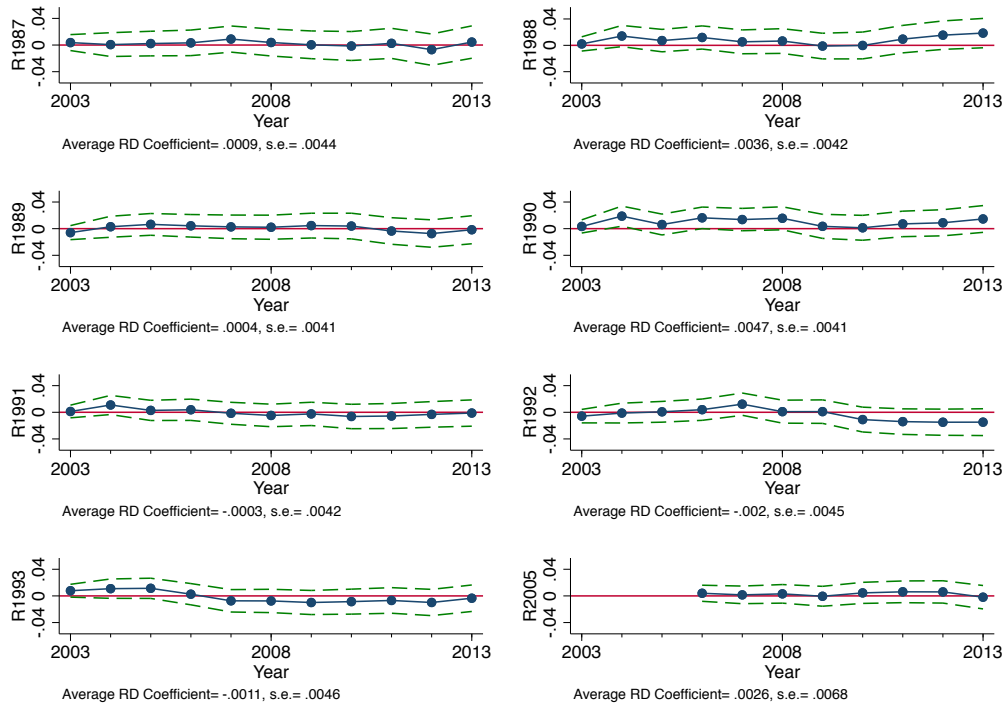 R1987
.04
0
-.04
2003
2008
2013
Year
Average RD Coefficient= .0009, s.e.= .0044
R1988
.04
0
-.04
2003
2008
2013
Year
Average RD Coefficient= .0036, s.e.= .0042
R1989
.04
0
-.04
2003
2008
2013
Year
Average RD Coefficient= .0004, s.e.= .0041
R1990
.04
0
-.04
2003
2008
2013
Year
Average RD Coefficient= .0047, s.e.= .0041
R1991
.04
0
-.04
2003
2008
2013
Year
Average RD Coefficient= -.0003, s.e.= .0042
R1992
.04
0
-.04
2003
2008
2013
Year
Average RD Coefficient= -.002, s.e.= .0045
R1993
.04
0
-.04
2003
2008
2013
Year
Average RD Coefficient= -.0011, s.e.= .0046
R2005
.04
0
-.04
2003
2008
2013
Year
Average RD Coefficient= .0026, s.e.= .0068